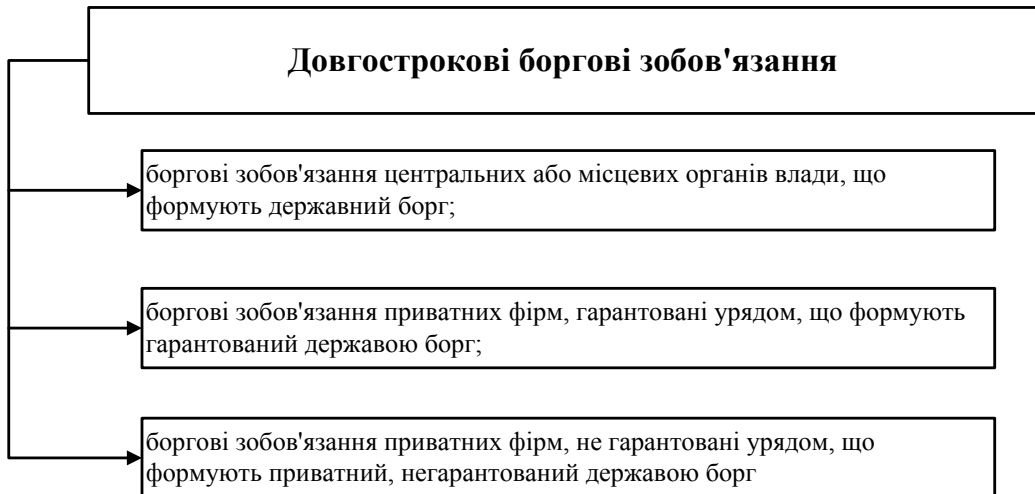 Довгострокові боргові зобов'язання
боргові зобов'язання центральних або місцевих органів влади, що
формують державний борг;
боргові зобов'язання приватних фірм, гарантовані урядом, що формують
гарантований державою борг;
боргові зобов'язання приватних фірм, не гарантовані урядом, що
формують приватний, негарантований державою борг